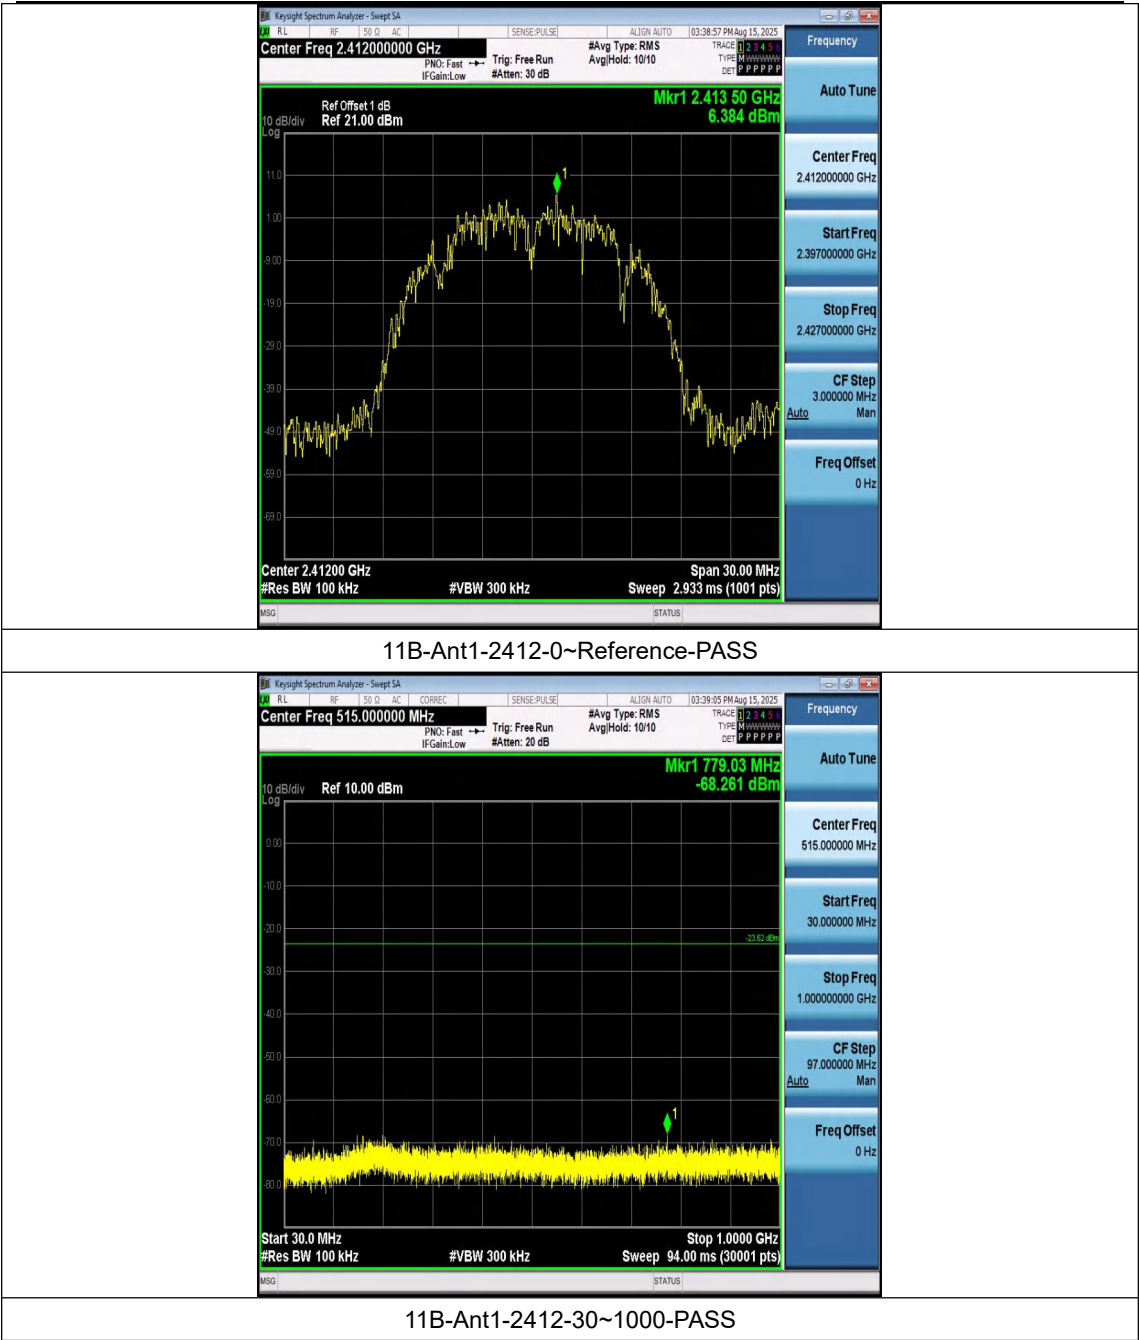 Keysight Spectrum Analyzer - Swept SA
RL RF 50 Ω AC SENSE:PULSE ALIGN AUTO 03:38:57 PM Aug 15, 2025
Center Freq 2.412000000 GHz
PNO: Fast
IFGain:Low
Trig: Free Run
#Atten: 30 dB
#Avg Type: RMS
Avg|Hold: 10/10
TRACE 1 2 3 4 5 6
TYPE M
DET P P P P P P
Mkr1 2.413 50 GHz
6.384 dBm
Ref Offset 1 dB
10 dB/div Ref 21.00 dBm
Log
11.0
1.00
-9.00
-19.0
-29.0
-39.0
-49.0
-59.0
-69.0
1
Center 2.41200 GHz Span 30.00 MHz
#Res BW 100 kHz #VBW 300 kHz Sweep 2.933 ms (1001 pts)
MSG STATUS
Frequency
Auto Tune
Center Freq
2.412000000 GHz
Start Freq
2.397000000 GHz
Stop Freq
2.427000000 GHz
CF Step
3.000000 MHz
Auto Man
Freq Offset
0 Hz
11B-Ant1-2412-0~Reference-PASS
Keysight Spectrum Analyzer - Swept SA
RL RF 50 Ω AC CORREC SENSE:PULSE ALIGN AUTO 03:39:05 PM Aug 15, 2025
Center Freq 515.000000 MHz
PNO: Fast
IFGain:Low
Trig: Free Run
#Atten: 20 dB
#Avg Type: RMS
Avg|Hold: 10/10
TRACE 1 2 3 4 5 6
TYPE M
DET P P P P P P
Mkr1 779.03 MHz
-68.261 dBm
10 dB/div Ref 10.00 dBm
Log
0.00
-10.0
-20.0
-30.0
-40.0
-50.0
-60.0
-70.0
-80.0
-23.62 dBm
1
Start 30.0 MHz Stop 1.0000 GHz
#Res BW 100 kHz #VBW 300 kHz Sweep 94.00 ms (30001 pts)
MSG STATUS
Frequency
Auto Tune
Center Freq
515.000000 MHz
Start Freq
30.000000 MHz
Stop Freq
1.000000000 GHz
CF Step
97.000000 MHz
Auto Man
Freq Offset
0 Hz
11B-Ant1-2412-30~1000-PASS